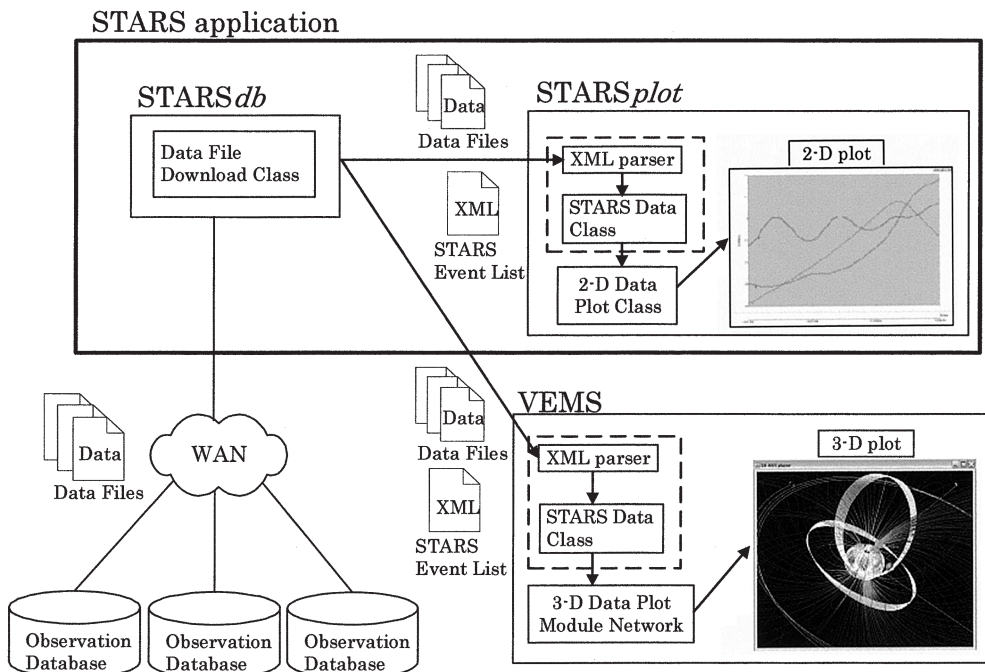 STARS application
STARSdb
Data File
Download Class
Data
Data Files
XML
STARS
Event List
STARSplot
XML parser
STARS Data
Class
2-D Data
Plot Class
2-D plot
Data
Data Files
WAN
Observation
Database
Observation
Database
Observation
Database
Data
Data Files
XML
STARS
Event List
VEMS
XML parser
STARS Data
Class
3-D Data Plot
Module Network
3-D plot